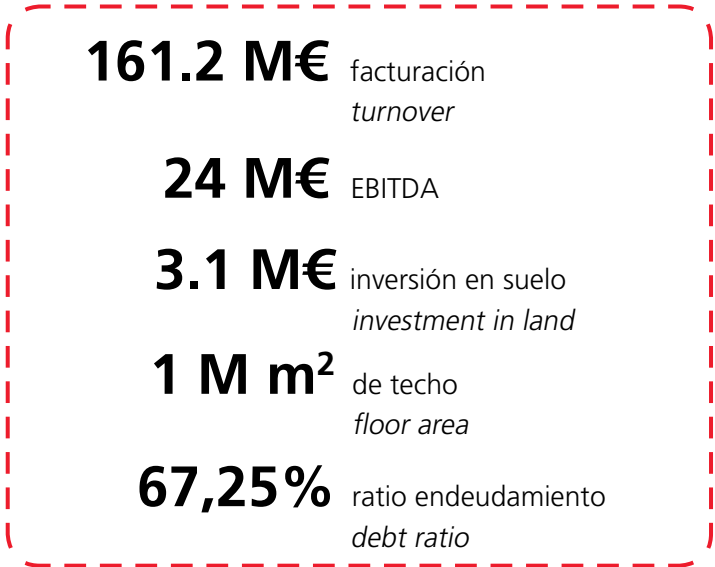 161.2 M€ facturación
turnover
24 M€ EBITDA
3.1 M€ inversión en suelo
investment in land
1 M m² de techo
floor area
67,25% ratio endeudamiento
debt ratio